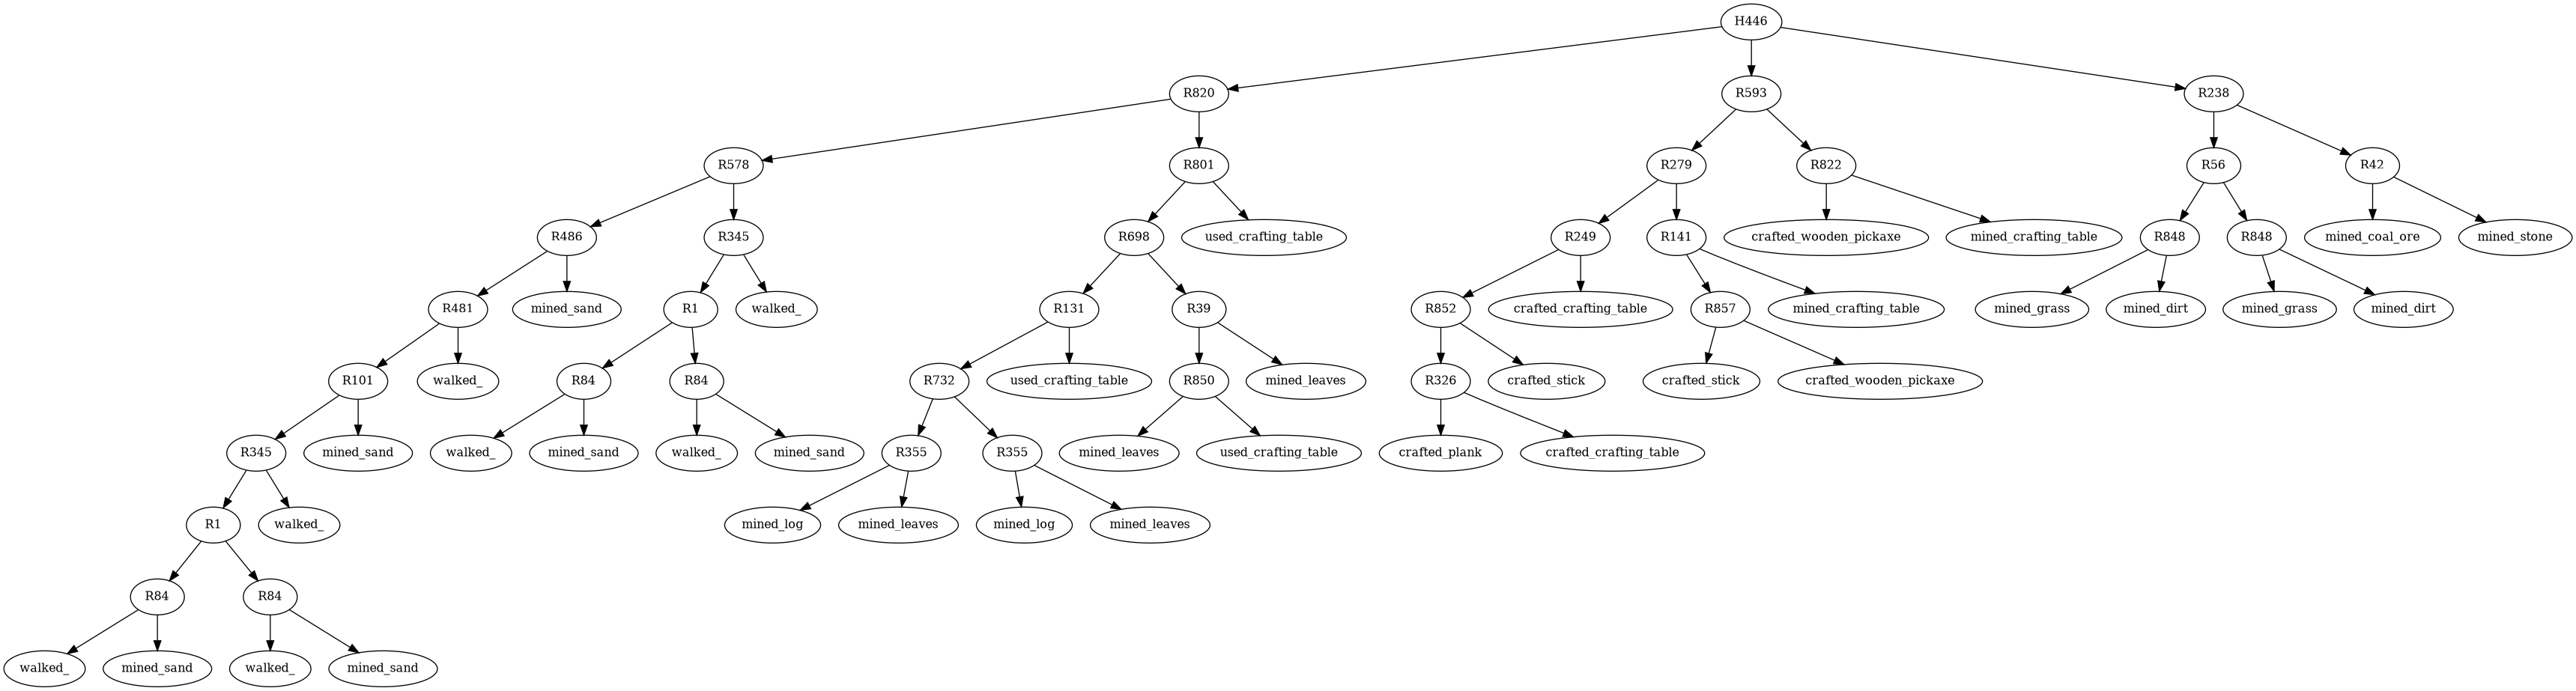 H446
R820
R593
R238
R578
R801
R279
R822
R56
R42
R486
R345
R698
used_crafting_table
R249
R141
crafted_wooden_pickaxe
mined_crafting_table
R848
R848
mined_coal_ore
mined_stone
R481
mined_sand
R1
walked_
R131
R39
R852
crafted_crafting_table
R857
mined_crafting_table
mined_grass
mined_dirt
mined_grass
mined_dirt
R101
walked_
R84
R84
R732
used_crafting_table
R850
mined_leaves
R326
crafted_stick
crafted_stick
crafted_wooden_pickaxe
R345
mined_sand
walked_
mined_sand
walked_
mined_sand
R355
R355
mined_leaves
used_crafting_table
crafted_plank
crafted_crafting_table
R1
walked_
mined_log
mined_leaves
mined_log
mined_leaves
R84
R84
walked_
mined_sand
walked_
mined_sand